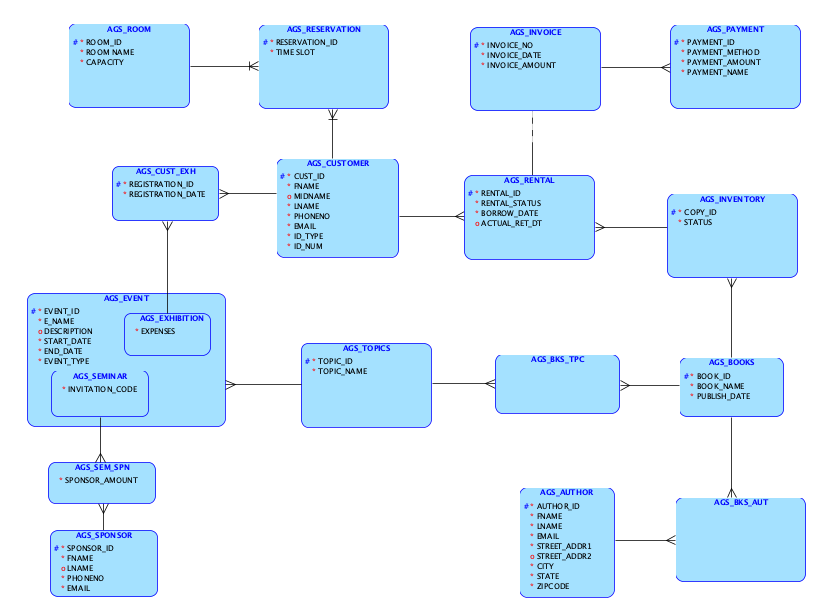 AGS_ROOM
# * ROOM_ID
* ROOM NAME
* CAPACITY
AGS_RESERVATION
# * RESERVATION_ID
* TIME SLOT
AGS_INVOICE
# * INVOICE_NO
* INVOICE_DATE
* INVOICE_AMOUNT
AGS_PAYMENT
# * PAYMENT_ID
* PAYMENT_METHOD
* PAYMENT_AMOUNT
* PAYMENT_NAME
AGS_CUST_EXH
# * REGISTRATION_ID
* REGISTRATION_DATE
AGS_CUSTOMER
# * CUST_ID
* FNAME
o MIDNAME
* LNAME
* PHONENO
* EMAIL
* ID_TYPE
* ID_NUM
AGS_RENTAL
# * RENTAL_ID
* RENTAL_STATUS
* BORROW_DATE
o ACTUAL_RET_DT
AGS_INVENTORY
# * COPY_ID
* STATUS
AGS_EVENT
# * EVENT_ID
* E_NAME
o DESCRIPTION
* START_DATE
* END_DATE
* EVENT_TYPE
AGS_EXHIBITION
* EXPENSES
AGS_SEMINAR
* INVITATION_CODE
AGS_TOPICS
# * TOPIC_ID
* TOPIC_NAME
AGS_BKS_TPC
AGS_BOOKS
# * BOOK_ID
* BOOK_NAME
* PUBLISH_DATE
AGS_SEM_SPN
* SPONSOR_AMOUNT
AGS_SPONSOR
# * SPONSOR_ID
* FNAME
o LNAME
* PHONENO
* EMAIL
AGS_AUTHOR
# * AUTHOR_ID
* FNAME
* LNAME
* EMAIL
* STREET_ADDR1
o STREET_ADDR2
* CITY
* STATE
* ZIPCODE
AGS_BKS_AUT